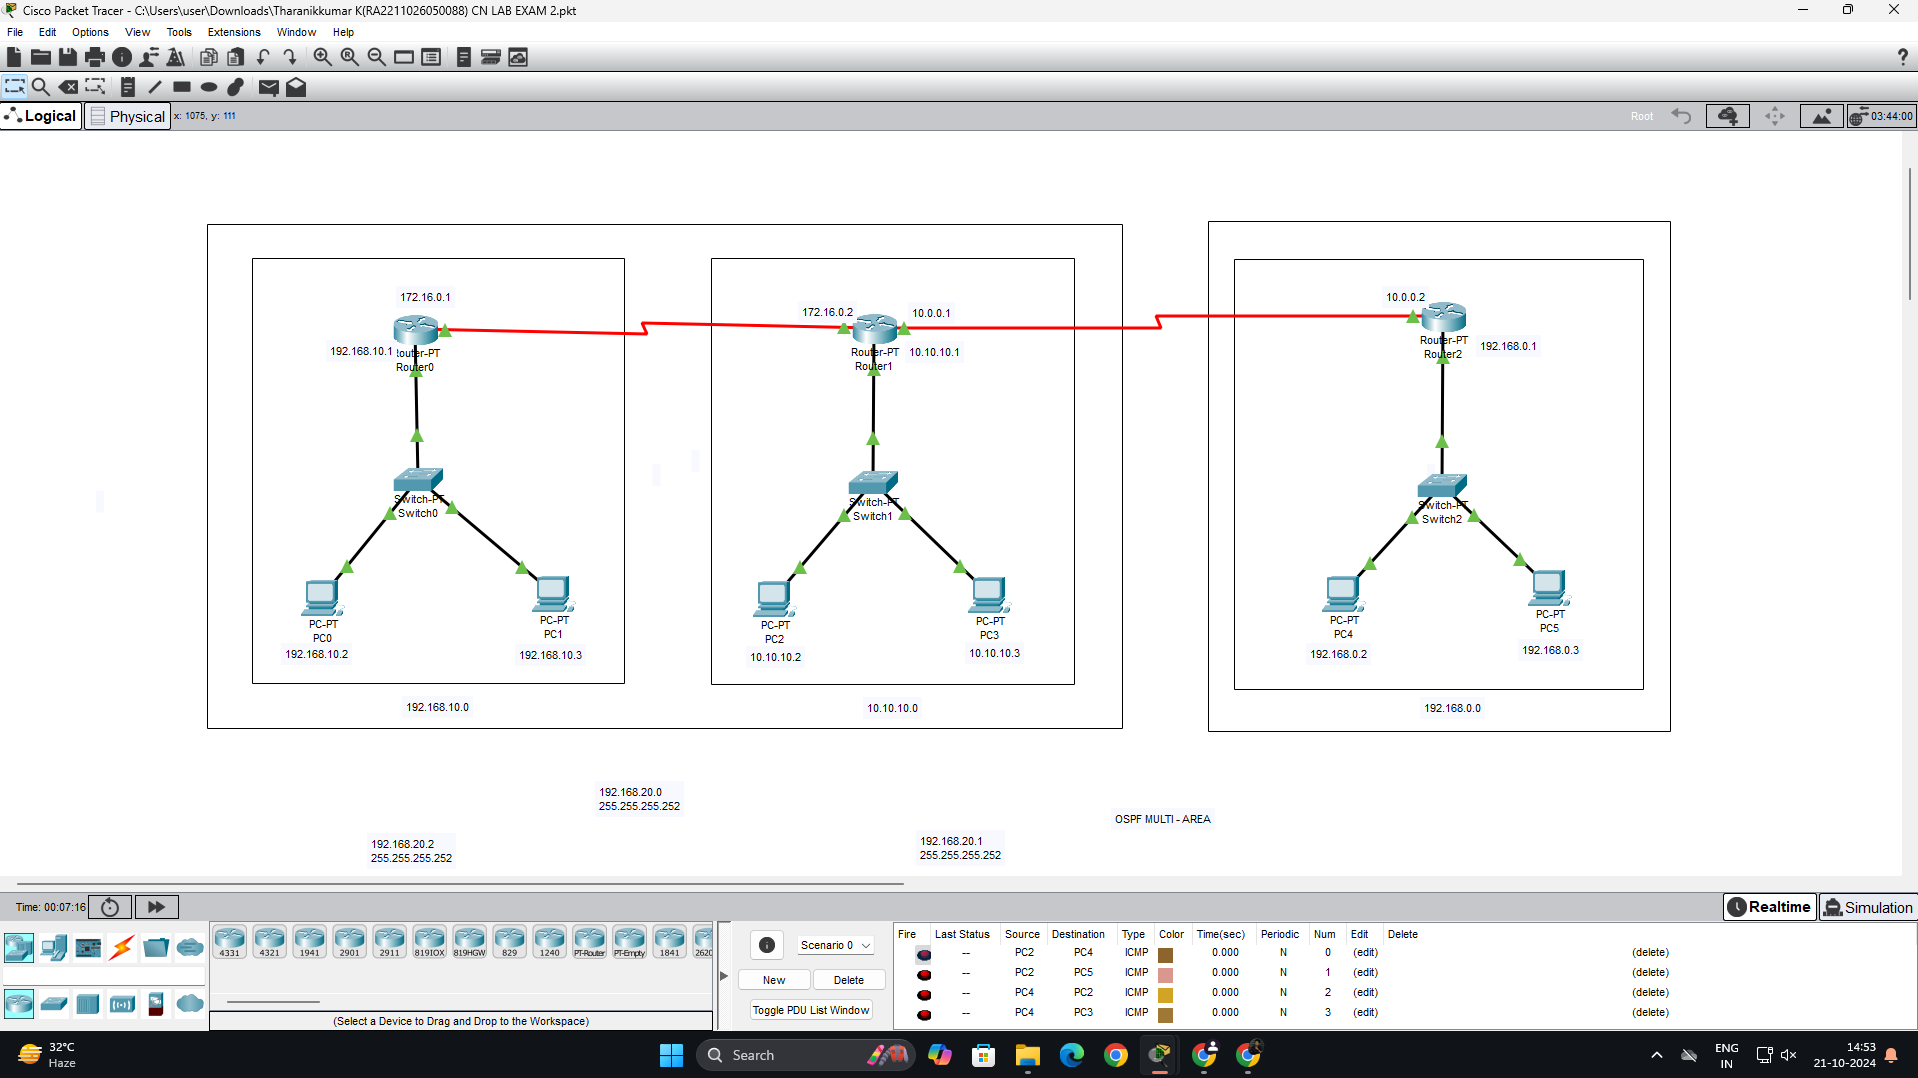 Cisco Packet Tracer - C:\Users\user\Downloads\Tharanikkumar K(RA2211026050088) CN LAB EXAM 2.pkt
File Edit Options View Tools Extensions Window Help
?
Logical Physical x: 1075, y: 111
Root 03:44:00
172.16.0.1
192.168.10.1
Router-PT
Router0
172.16.0.2
10.0.0.1
Router-PT
Router1
10.10.10.1
10.0.0.2
Router-PT
Router2
192.168.0.1
Switch-PT
Switch0
Switch-PT
Switch1
Switch-PT
Switch2
PC-PT
PC0
192.168.10.2
PC-PT
PC1
192.168.10.3
PC-PT
PC2
10.10.10.2
PC-PT
PC3
10.10.10.3
PC-PT
PC4
192.168.0.2
PC-PT
PC5
192.168.0.3
192.168.10.0
10.10.10.0
192.168.0.0
192.168.20.0
255.255.255.252
OSPF MULTI - AREA
192.168.20.2
255.255.255.252
192.168.20.1
255.255.255.252
Time: 00:07:16
Realtime Simulation
4331 4321 1941 2901 2911 819IOX 819HGW 829 1240 PT-Router PT-Empty 1841 2620
(Select a Device to Drag and Drop to the Workspace)
Scenario 0
New Delete
Toggle PDU List Window
Fire Last Status Source Destination Type Color Time(sec) Periodic Num Edit Delete
-- PC2 PC4 ICMP 0.000 N 0 (edit) (delete)
-- PC2 PC5 ICMP 0.000 N 1 (edit) (delete)
-- PC4 PC2 ICMP 0.000 N 2 (edit) (delete)
-- PC4 PC3 ICMP 0.000 N 3 (edit) (delete)
32°C
Haze
Search
ENG
IN
14:53
21-10-2024